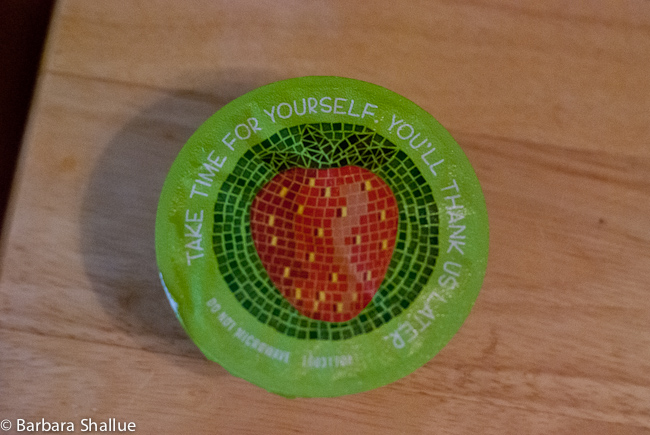 TAKE TIME FOR YOURSELF. YOU'LL THANK US LATER.
DO NOT MICROWAVE
© Barbara Shallue